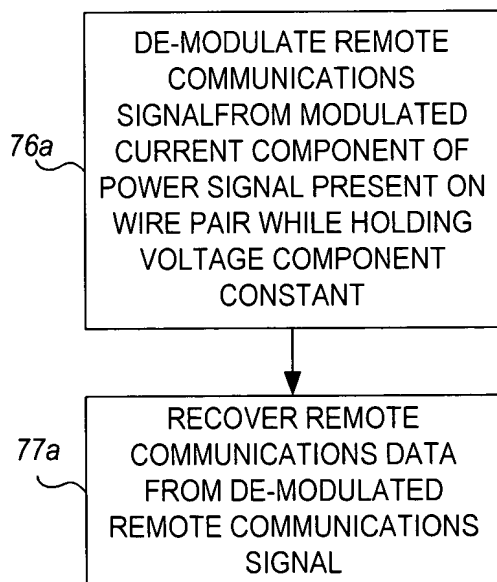 DE-MODULATE REMOTE
COMMUNICATIONS
SIGNALFROM MODULATED
76a
CURRENT COMPONENT OF
POWER SIGNAL PRESENT ON
WIRE PAIR WHILE HOLDING
VOLTAGE COMPONENT
CONSTANT
RECOVER REMOTE
77a
COMMUNICATIONS DATA
FROM DE-MODULATED
REMOTE COMMUNICATIONS
SIGNAL